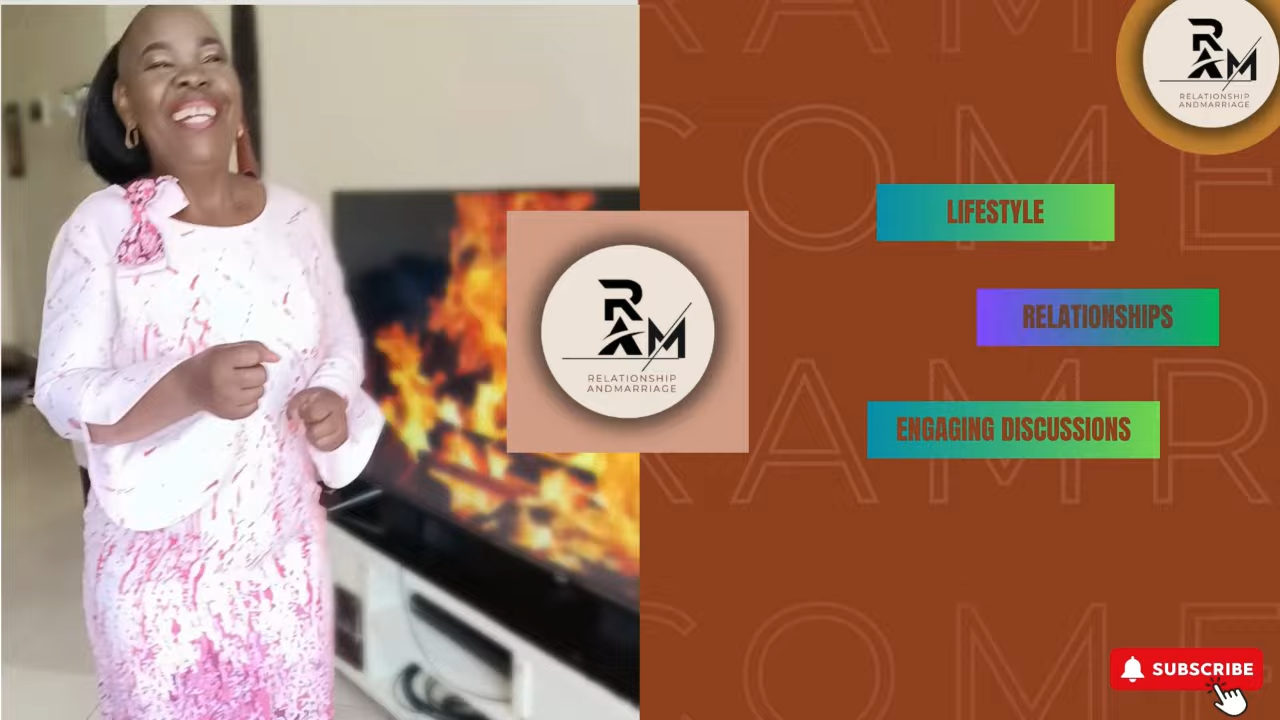 RAM
RELATIONSHIP
ANDMARRIAGE
LIFESTYLE
RELATIONSHIPS
RAM
RELATIONSHIP
ANDMARRIAGE
ENGAGING DISCUSSIONS
SUBSCRIBE